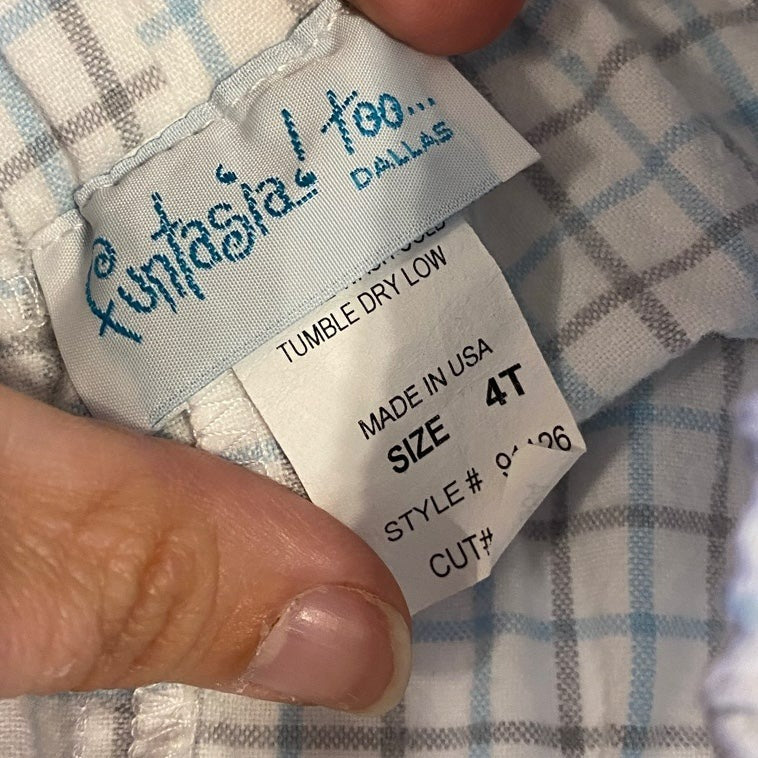 Funtasia! too...
DALLAS
TUMBLE DRY LOW
MADE IN USA
SIZE 4T
STYLE #
CUT#